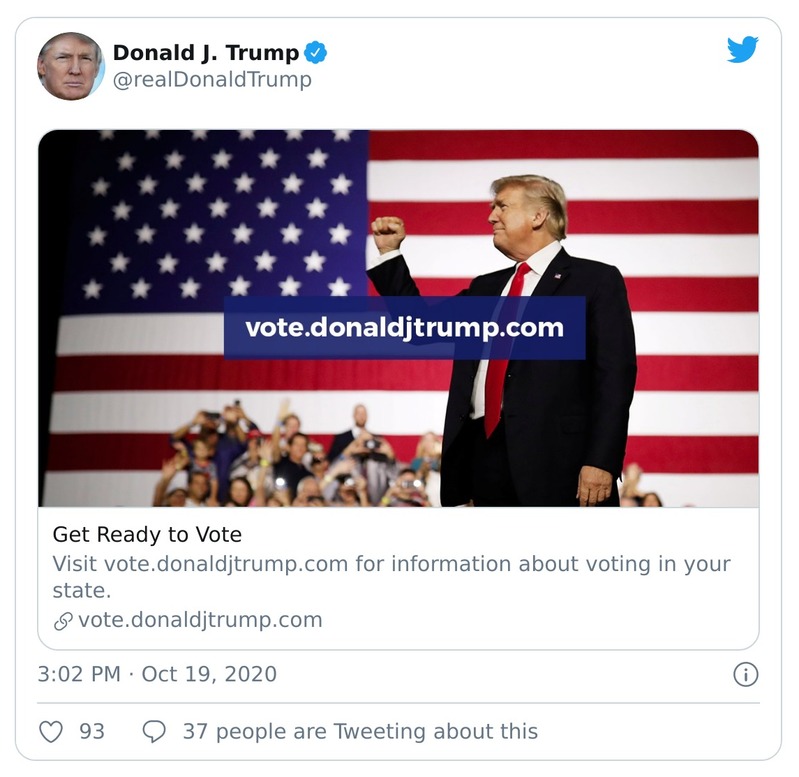 Donald J. Trump
@realDonaldTrump
vote.donaldjtrump.com
Get Ready to Vote
Visit vote.donaldjtrump.com for information about voting in your
state.
vote.donaldjtrump.com
3:02 PM · Oct 19, 2020
93 37 people are Tweeting about this